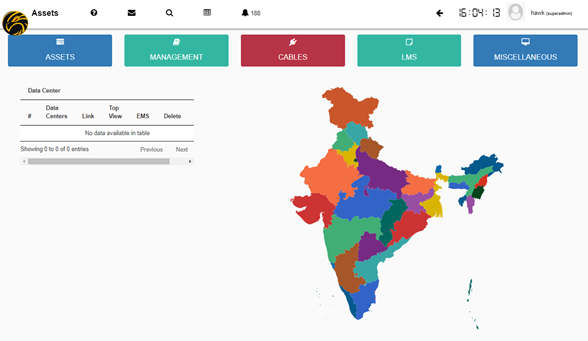 Assets
188
16:04:13
hawk (superadmin)
ASSETS
MANAGEMENT
CABLES
LMS
MISCELLANEOUS
Data Center
# Data Centers Link Top View EMS Delete
No data available in table
Showing 0 to 0 of 0 entries Previous Next